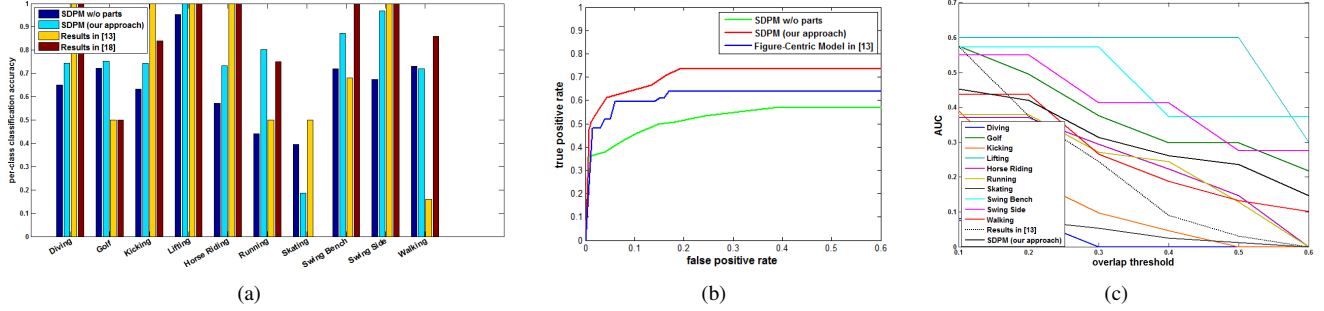 SDPM w/o parts
SDPM (our approach)
Results in [13]
Results in [18]
per-class classification accuracy
1
0.9
0.8
0.7
0.6
0.5
0.4
0.3
0.2
0.1
0
Diving
Golf
Kicking
Lifting
Horse Riding
Running
Skating
Swing Bench
Swing Side
Walking
(a)
SDPM w/o parts
SDPM (our approach)
Figure-Centric Model in [13]
true positive rate
1
0.9
0.8
0.7
0.6
0.5
0.4
0.3
0.2
0.1
0
0 0.1 0.2 0.3 0.4 0.5 0.6
false positive rate
(b)
AUC
0.7
0.6
0.5
0.4
0.3
0.2
0.1
0
Diving
Golf
Kicking
Lifting
Horse Riding
Running
Skating
Swing Bench
Swing Side
Walking
Results in [13]
SDPM (our approach)
0.1 0.2 0.3 0.4 0.5 0.6
overlap threshold
(c)